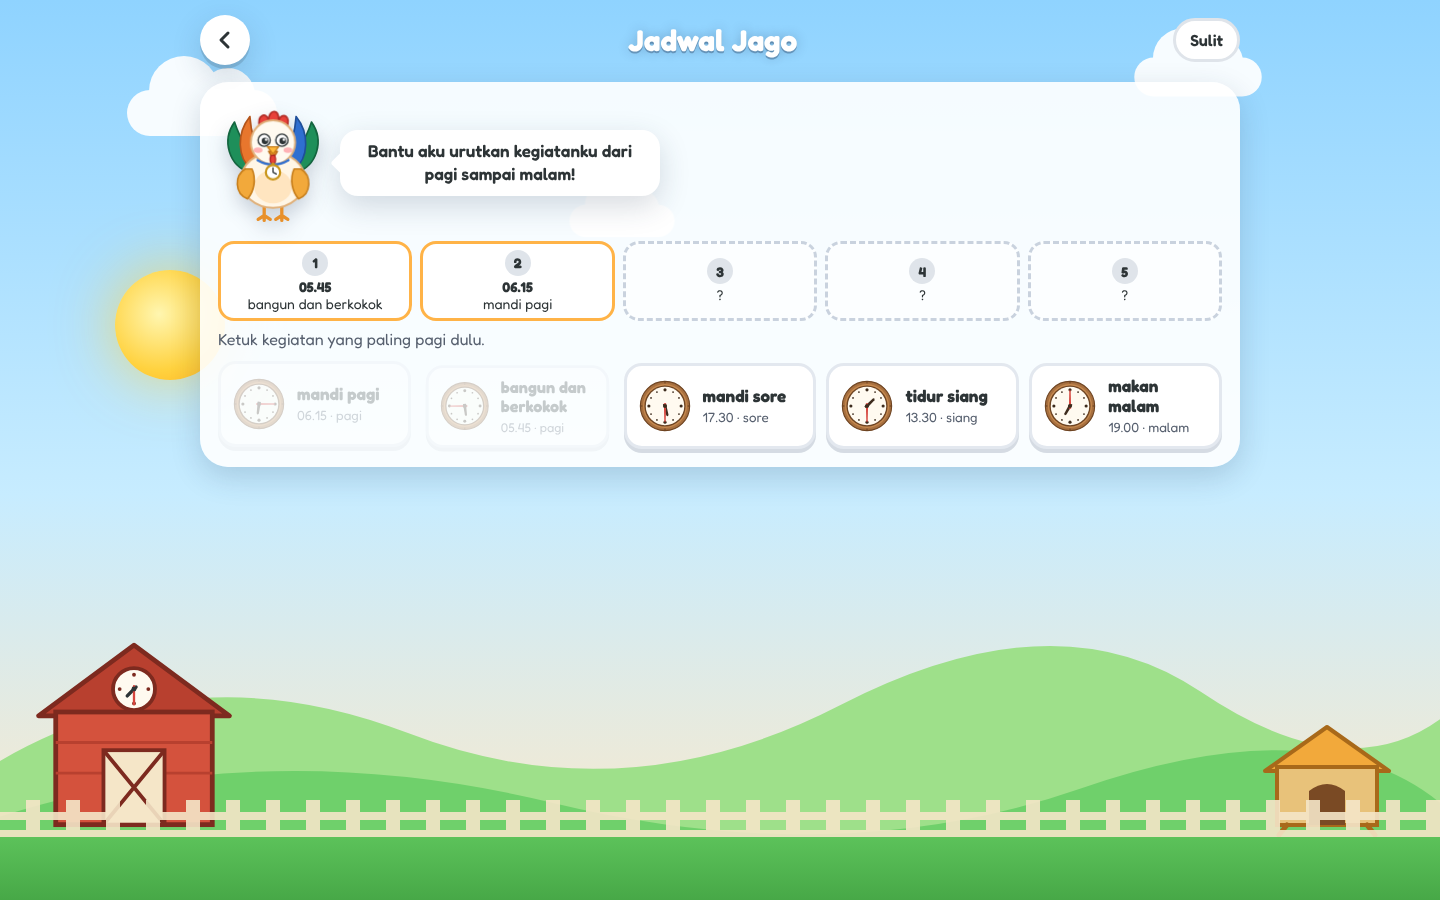 Jadwal Jago
Sulit
Bantu aku urutkan kegiatanku dari
pagi sampai malam!
1
05.45
bangun dan berkokok
2
06.15
mandi pagi
3
?
4
?
5
?
Ketuk kegiatan yang paling pagi dulu.
mandi pagi
06.15 · pagi
bangun dan
berkokok
05.45 · pagi
mandi sore
17.30 · sore
tidur siang
13.30 · siang
makan
malam
19.00 · malam